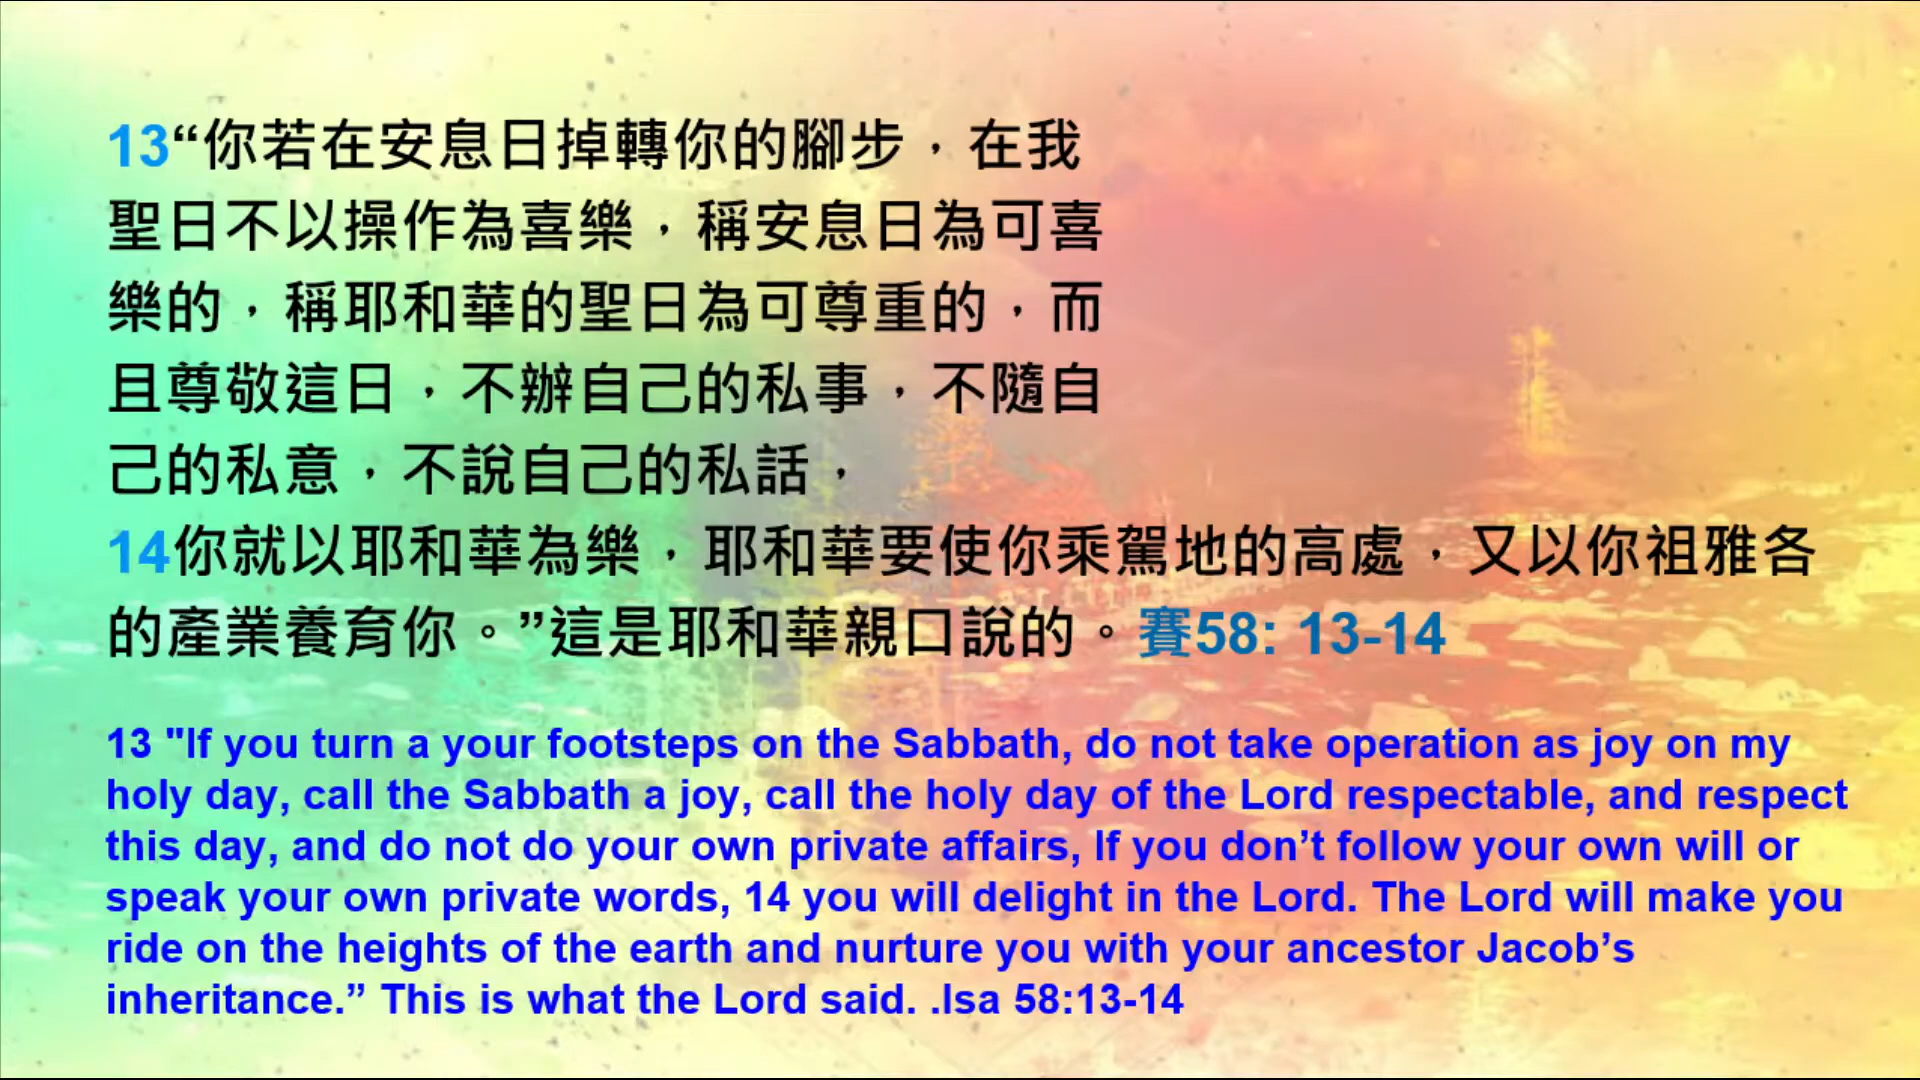 13“你若在安息日掉轉你的腳步，在我
聖日不以操作為喜樂，稱安息日為可喜
樂的，稱耶和華的聖日為可尊重的，而
且尊敬這日，不辦自己的私事，不隨自
己的私意，不說自己的私話，
14你就以耶和華為樂，耶和華要使你乘駕地的高處，又以你祖雅各
的產業養育你。”這是耶和華親口說的。賽58: 13-14
13 "If you turn a your footsteps on the Sabbath, do not take operation as joy on my
holy day, call the Sabbath a joy, call the holy day of the Lord respectable, and respect
this day, and do not do your own private affairs, If you don’t follow your own will or
speak your own private words, 14 you will delight in the Lord. The Lord will make you
ride on the heights of the earth and nurture you with your ancestor Jacob’s
inheritance.” This is what the Lord said. .Isa 58:13-14